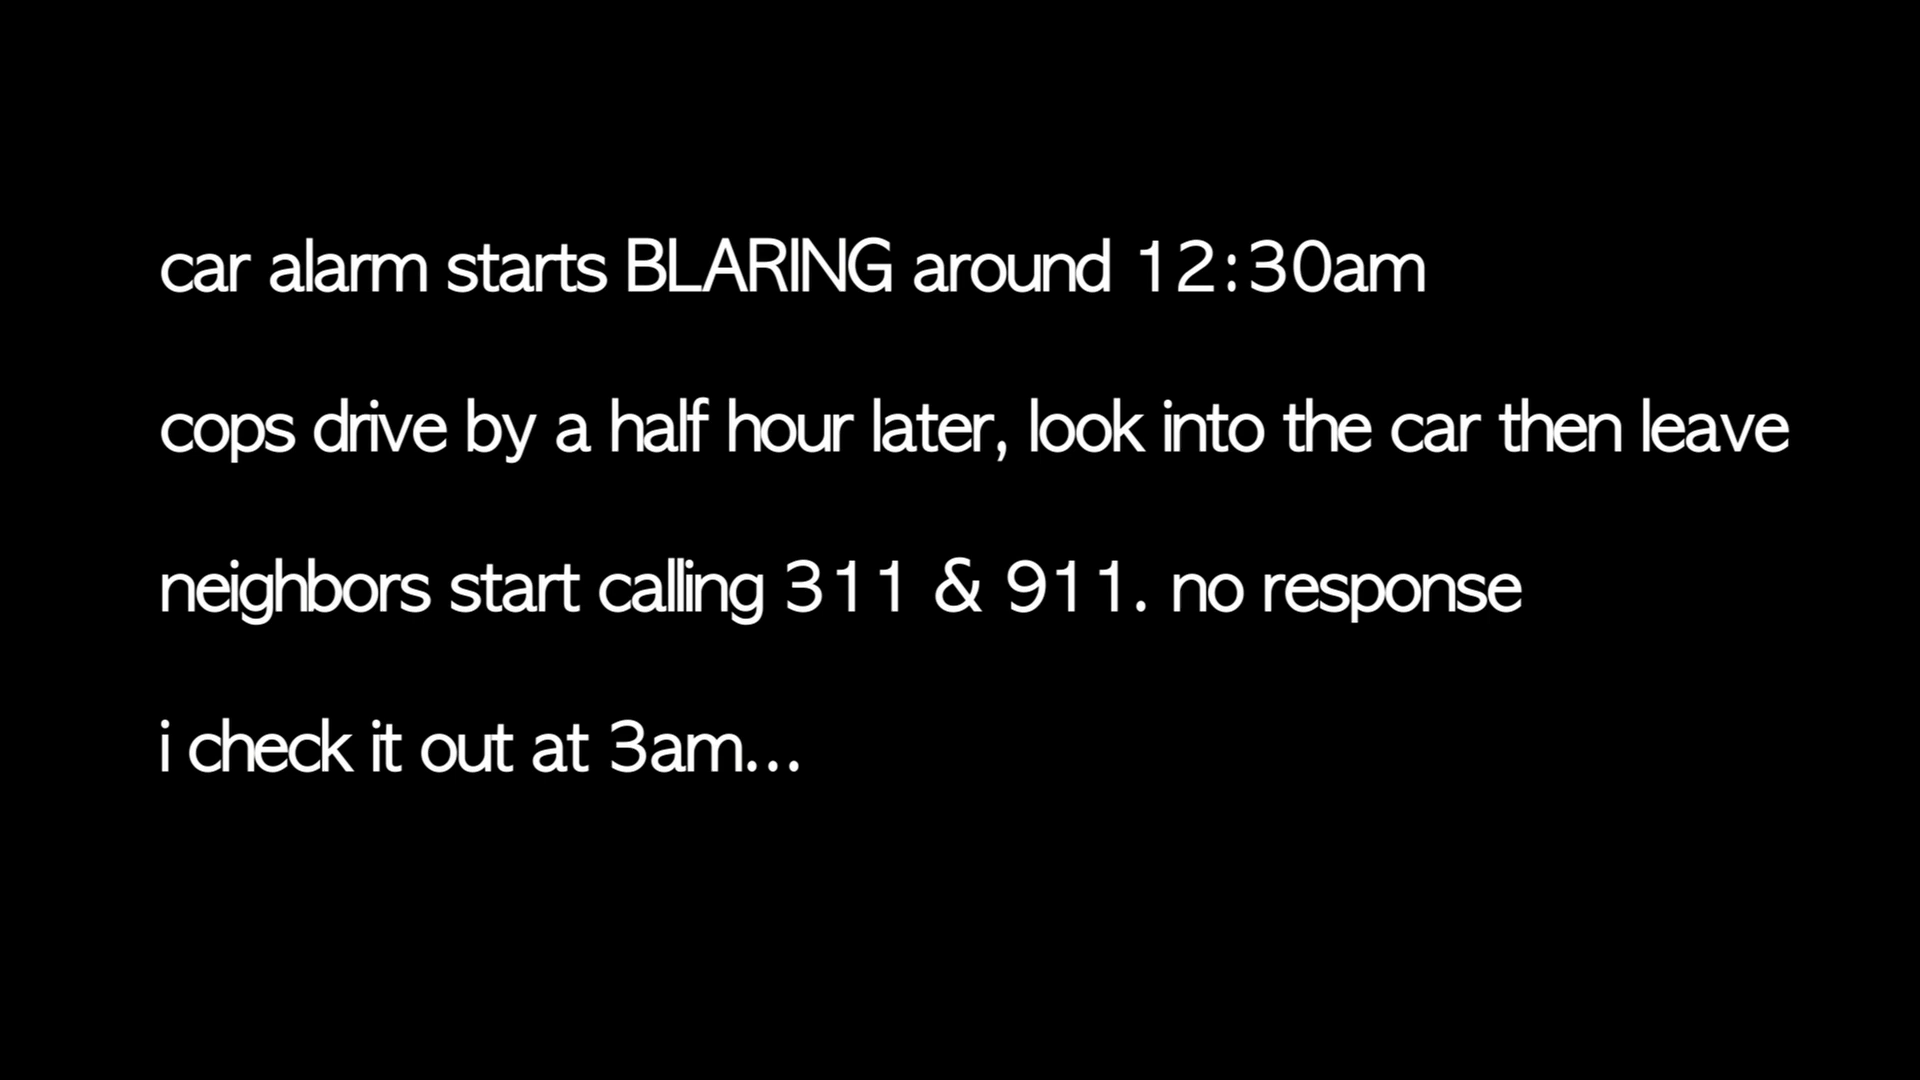 car alarm starts BLARING around 12:30am
cops drive by a half hour later, look into the car then leave
neighbors start calling 311 & 911. no response
i check it out at 3am...